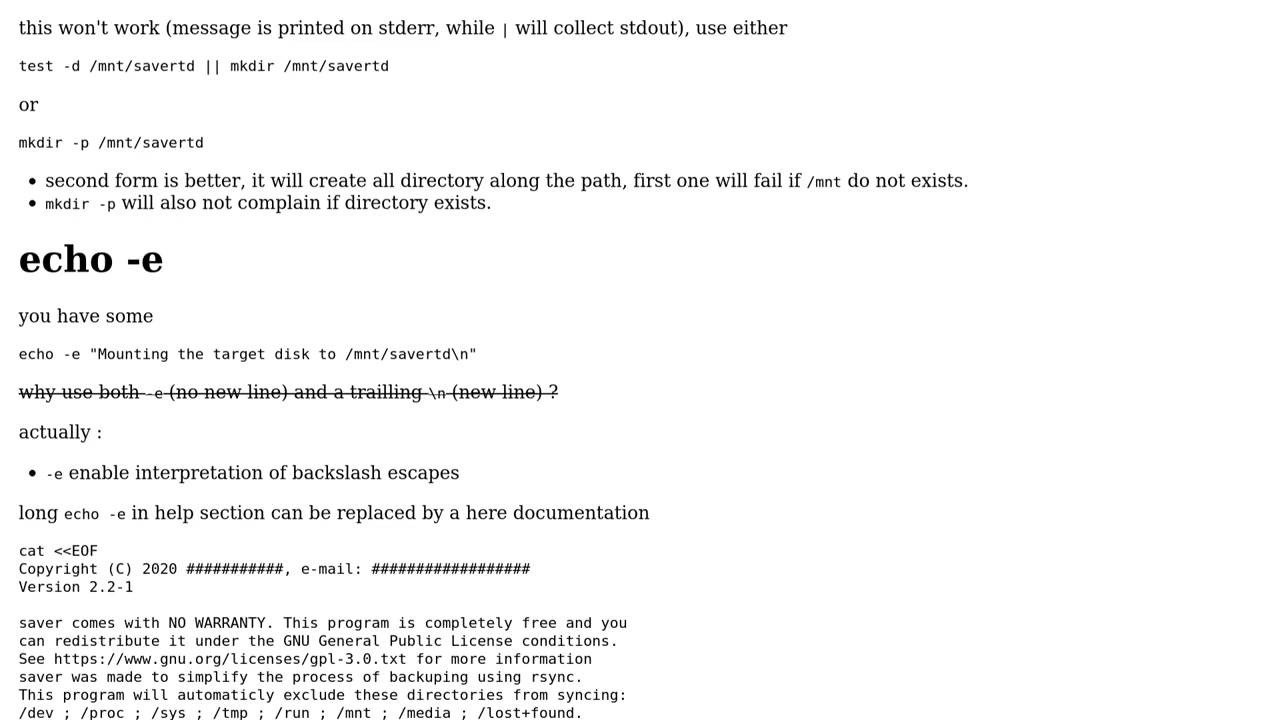 this won't work (message is printed on stderr, while | will collect stdout), use either
test -d /mnt/savertd || mkdir /mnt/savertd
or
mkdir -p /mnt/savertd
• second form is better, it will create all directory along the path, first one will fail if /mnt do not exists.
• mkdir -p will also not complain if directory exists.
echo -e
you have some
echo -e "Mounting the target disk to /mnt/savertd\n"
why use both -e (no new line) and a trailling \n (new line) ?
actually :
• -e enable interpretation of backslash escapes
long echo -e in help section can be replaced by a here documentation
cat <<EOF
Copyright (C) 2020 ###########, e-mail: ##################
Version 2.2-1
saver comes with NO WARRANTY. This program is completely free and you
can redistribute it under the GNU General Public License conditions.
See https://www.gnu.org/licenses/gpl-3.0.txt for more information
saver was made to simplify the process of backuping using rsync.
This program will automaticly exclude these directories from syncing:
/dev ; /proc ; /sys ; /tmp ; /run ; /mnt ; /media ; /lost+found.